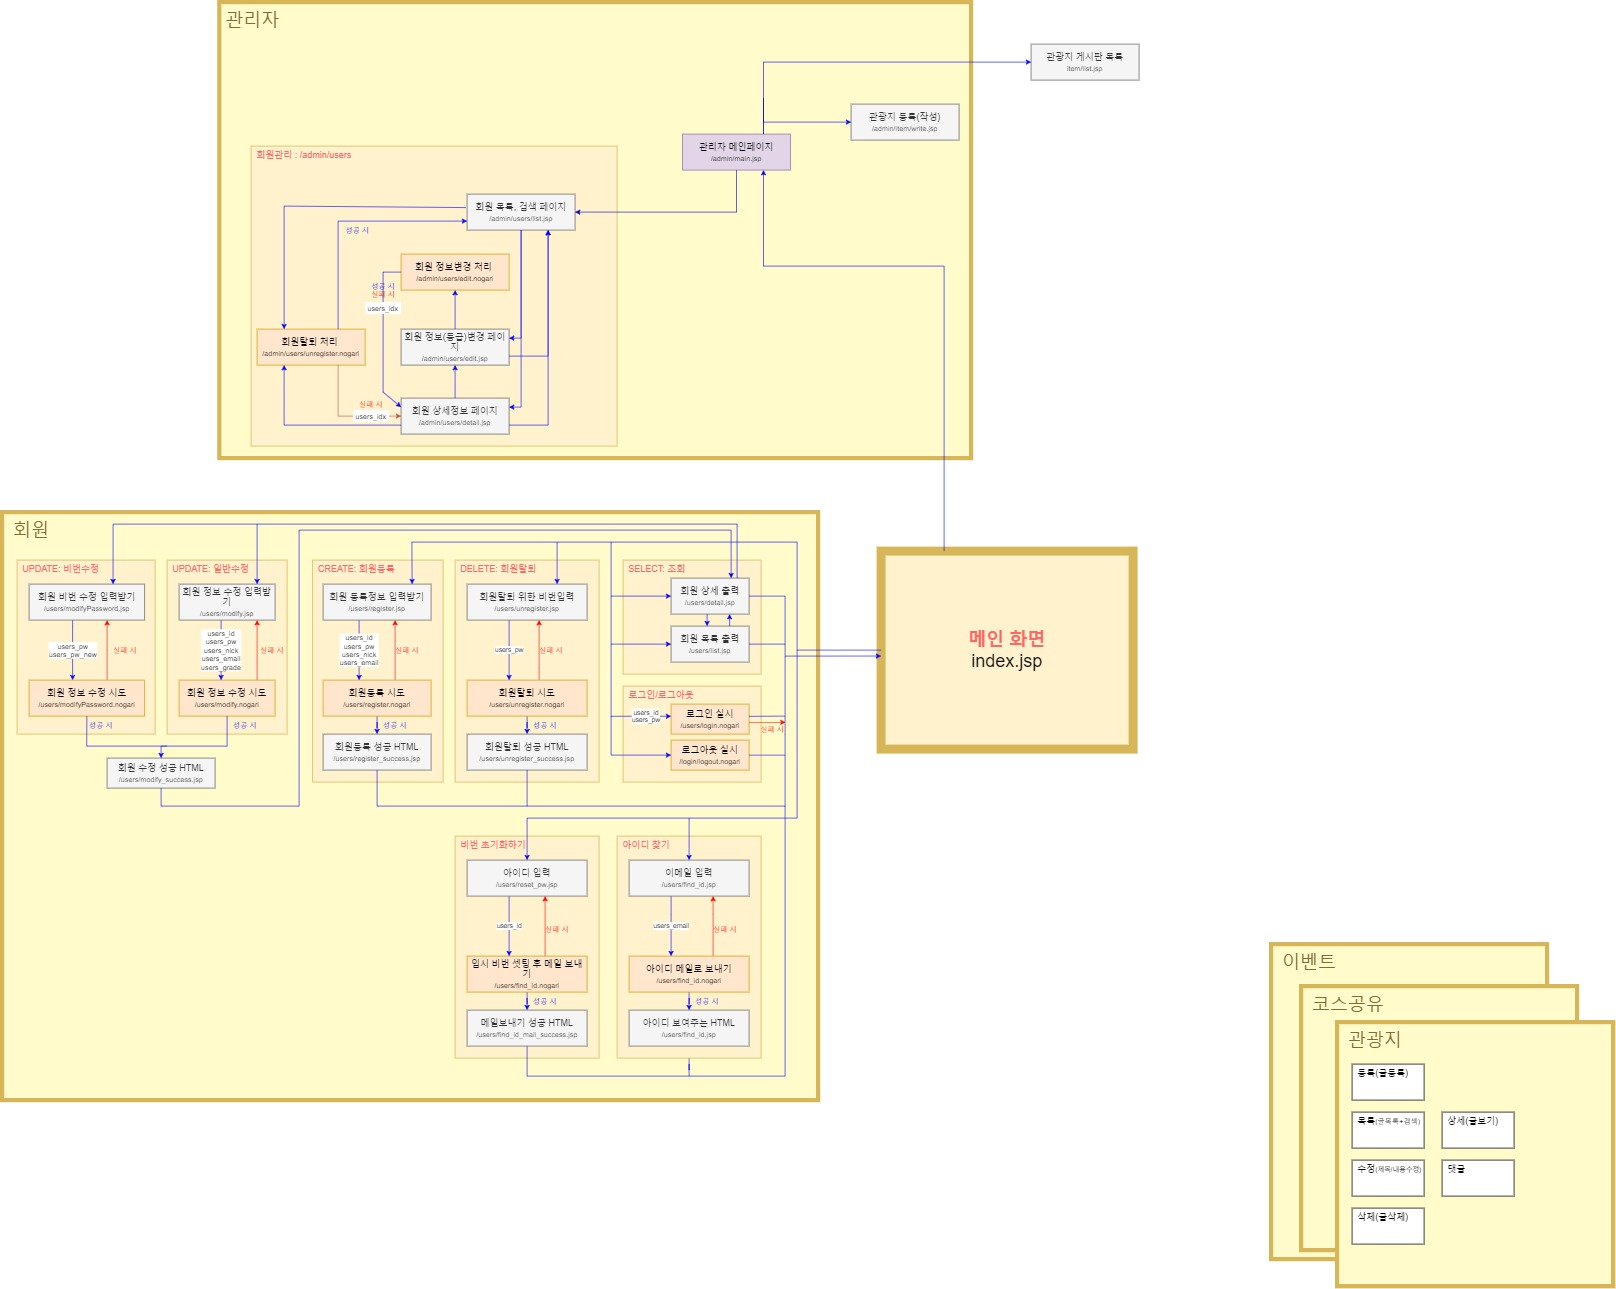 관리자
관광지 게시판 목록
item/list.jsp
관광지 등록(작성)
/admin/item/write.jsp
관리자 메인페이지
/admin/main.jsp
회원관리 : /admin/users
회원 목록, 검색 페이지
/admin/users/list.jsp
성공 시
회원 정보변경 처리
/admin/users/edit.nogari
성공 시
실패 시
users_idx
회원탈퇴 처리
/admin/users/unregister.nogari
회원 정보(등급)변경 페이
지
/admin/users/edit.jsp
실패 시
users_idx
회원 상세정보 페이지
/admin/users/detail.jsp
회원
UPDATE: 비번수정
회원 비번 수정 입력받기
/users/modifyPassword.jsp
users_pw
users_pw_new
실패 시
회원 정보 수정 시도
/users/modifyPassword.nogari
성공 시
UPDATE: 일반수정
회원 정보 수정 입력받
기
/users/modify.jsp
users_id
users_pw
users_nick
users_email
users_grade
실패 시
회원 정보 수정 시도
/users/modify.nogari
성공 시
회원 수정 성공 HTML
/users/modify_success.jsp
CREATE: 회원등록
회원 등록정보 입력받기
/users/register.jsp
users_id
users_pw
users_nick
users_email
실패 시
회원등록 시도
/users/register.nogari
성공 시
회원등록 성공 HTML
/users/register_success.jsp
DELETE: 회원탈퇴
회원탈퇴 위한 비번입력
/users/unregister.jsp
users_pw
실패 시
회원탈퇴 시도
/users/unregister.nogari
성공 시
회원탈퇴 성공 HTML
/users/unregister_success.jsp
SELECT: 조회
회원 상세 출력
/users/detail.jsp
회원 목록 출력
/users/list.jsp
로그인/로그아웃
users_id
users_pw
로그인 실시
/users/login.nogari
실패 시
로그아웃 실시
/login/logout.nogari
메인 화면
index.jsp
비번 초기화하기
아이디 입력
/users/reset_pw.jsp
users_id
실패 시
임시 비번 셋팅 후 메일 보내
기
/users/find_id.nogari
성공 시
메일보내기 성공 HTML
/users/find_id_mail_success.jsp
아이디 찾기
이메일 입력
/users/find_id.jsp
users_email
실패 시
아이디 메일로 보내기
/users/find_id.nogari
성공 시
아이디 보여주는 HTML
/users/find_id.jsp
이벤트
코스공유
관광지
등록(글등록)
목록(글목록+검색)
상세(글보기)
수정(제목/내용수정)
댓글
삭제(글삭제)